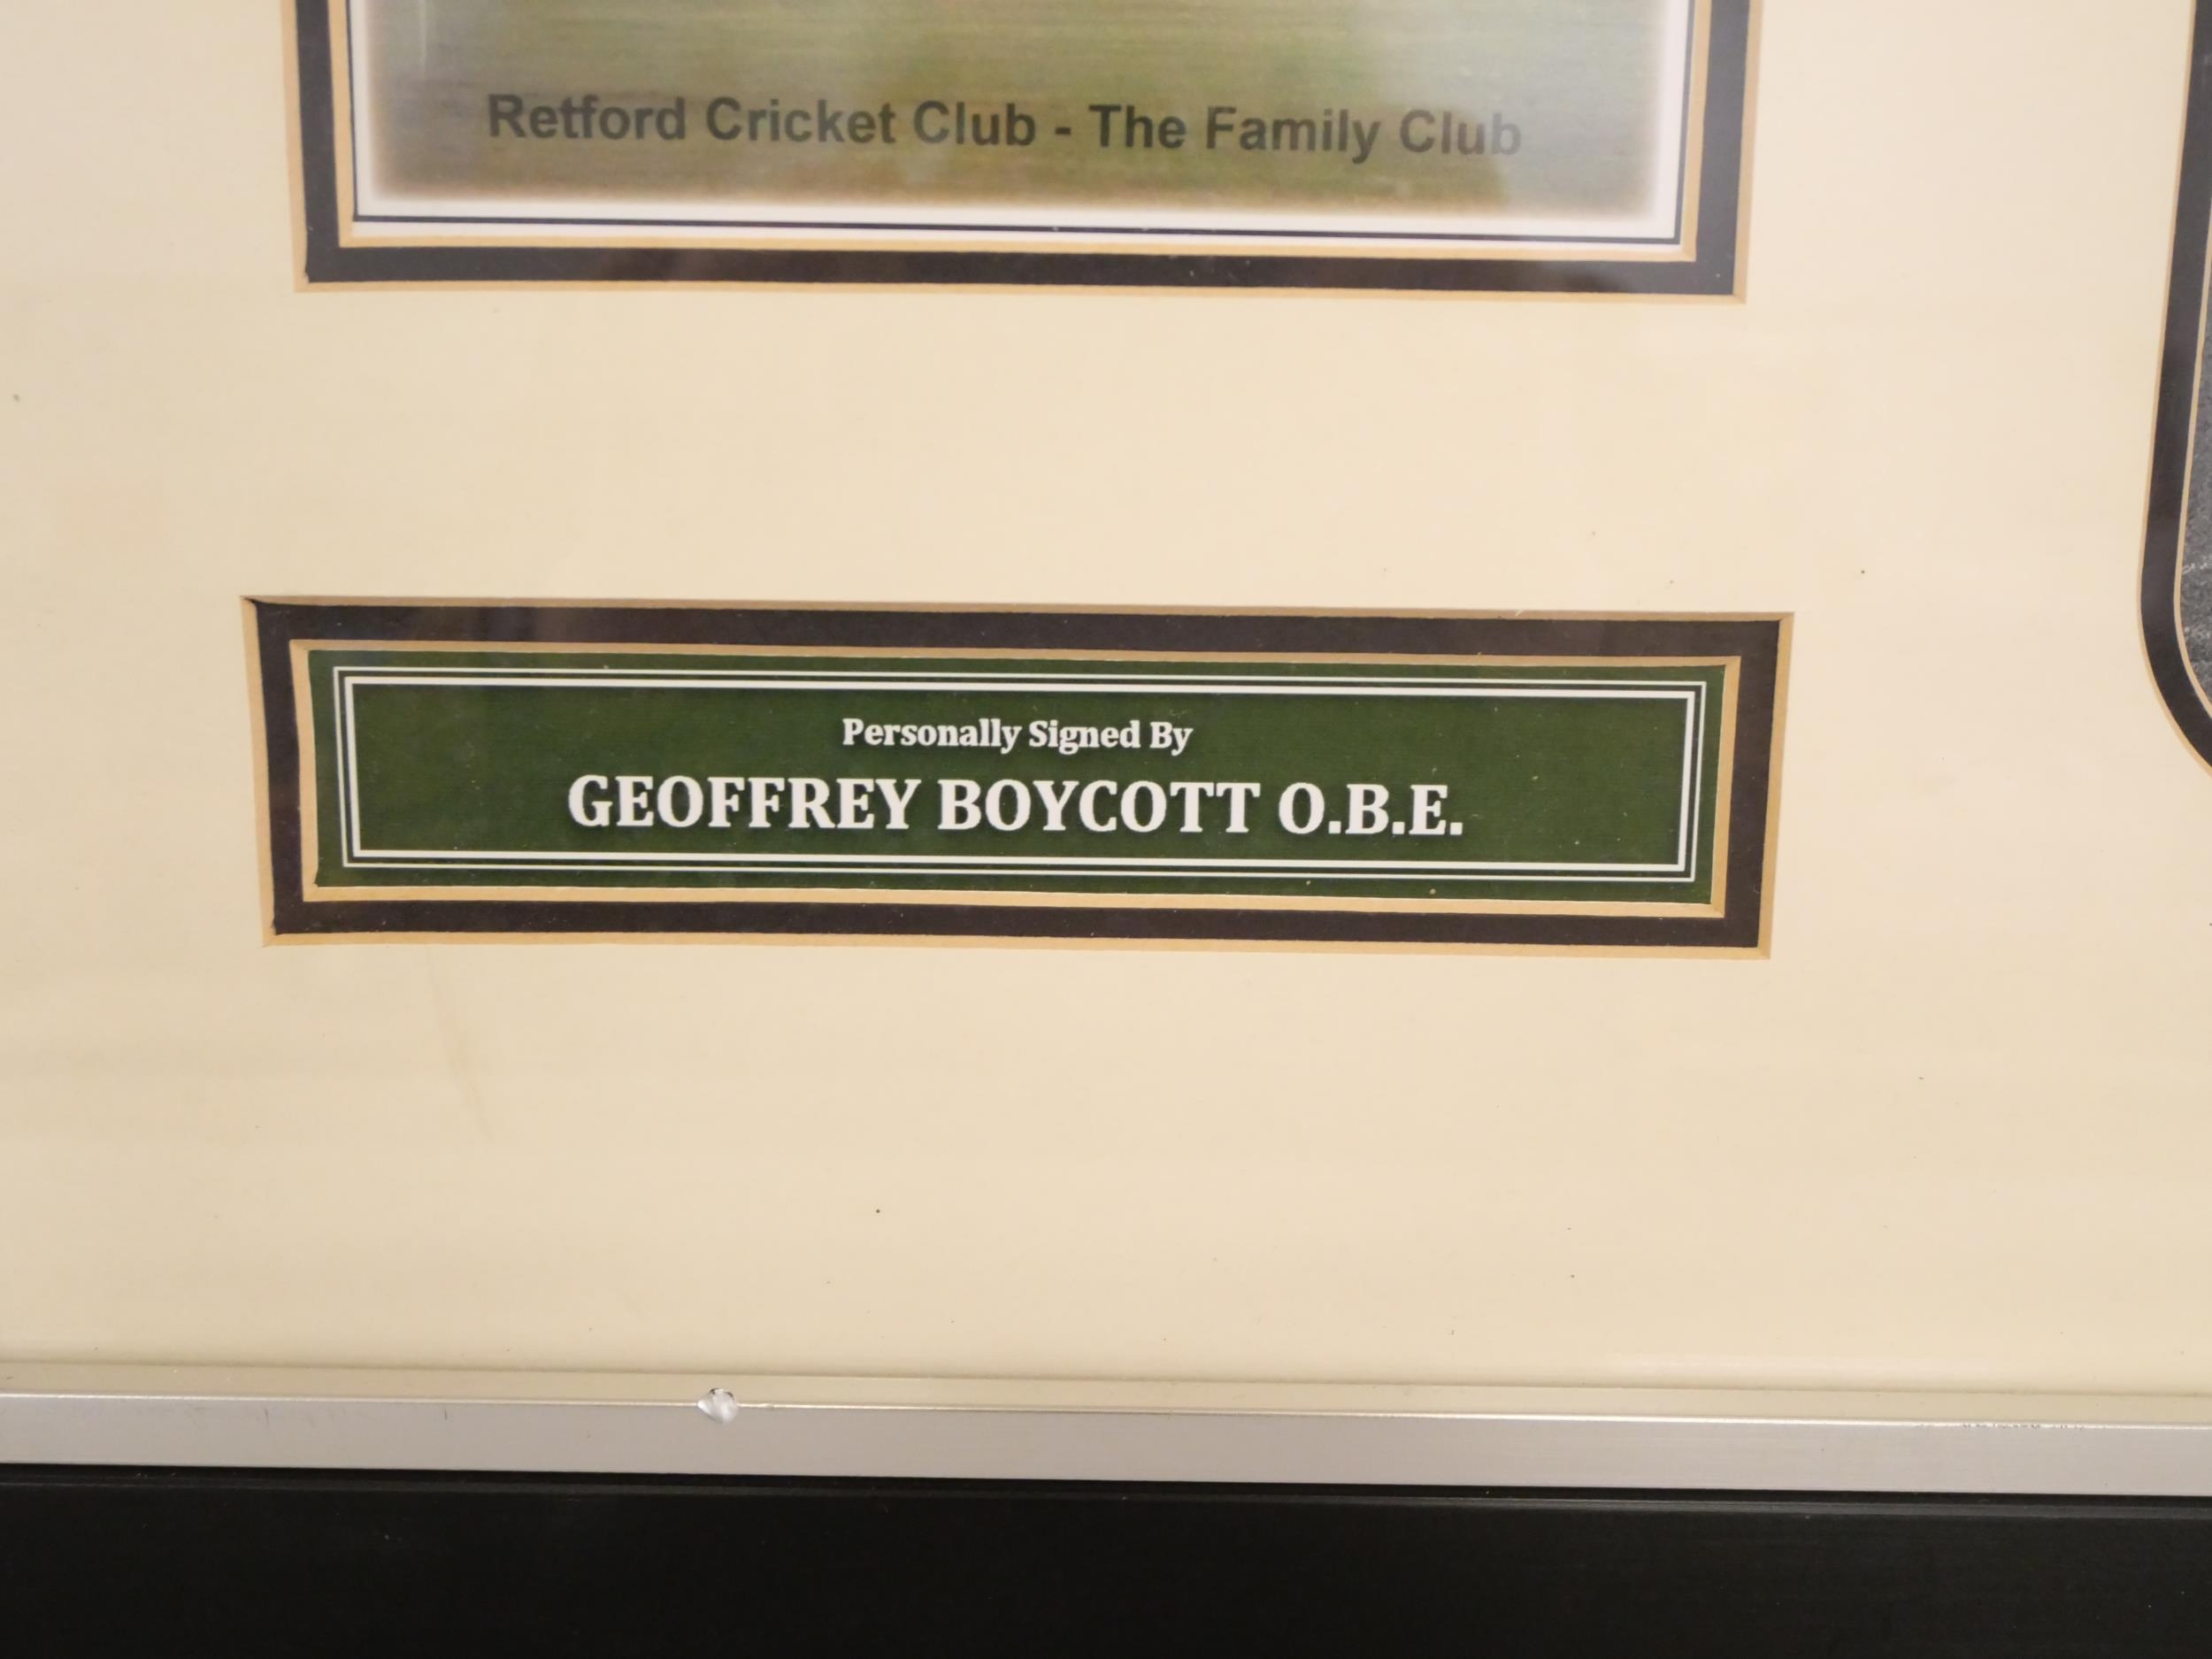 Retford Cricket Club - The Family Club
Personally Signed By
GEOFFREY BOYCOTT O.B.E.